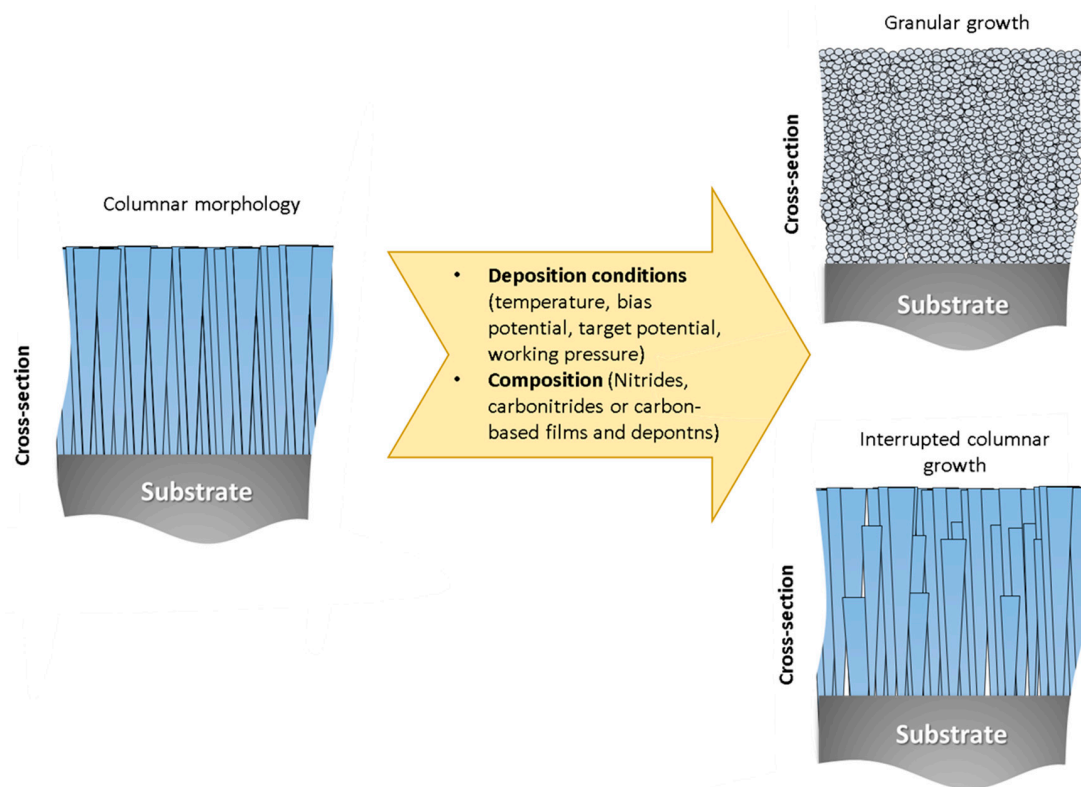 Columnar morphology
Cross-section
Substrate
• Deposition conditions
(temperature, bias
potential, target potential,
working pressure)
• Composition (Nitrides,
carbonitrides or carbon-
based films and depontns)
Granular growth
Cross-section
Substrate
Interrupted columnar
growth
Cross-section
Substrate